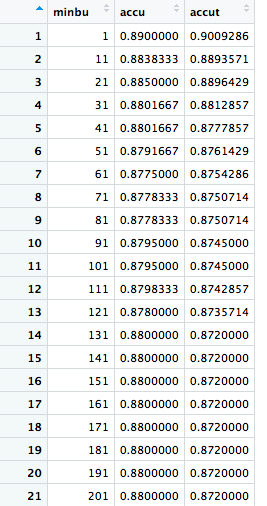 minbu accu accut
1 1 0.8900000 0.9009286
2 11 0.8838333 0.8893571
3 21 0.8850000 0.8896429
4 31 0.8801667 0.8812857
5 41 0.8801667 0.8777857
6 51 0.8791667 0.8761429
7 61 0.8775000 0.8754286
8 71 0.8778333 0.8750714
9 81 0.8778333 0.8750714
10 91 0.8795000 0.8745000
11 101 0.8795000 0.8745000
12 111 0.8798333 0.8742857
13 121 0.8780000 0.8735714
14 131 0.8800000 0.8720000
15 141 0.8800000 0.8720000
16 151 0.8800000 0.8720000
17 161 0.8800000 0.8720000
18 171 0.8800000 0.8720000
19 181 0.8800000 0.8720000
20 191 0.8800000 0.8720000
21 201 0.8800000 0.8720000